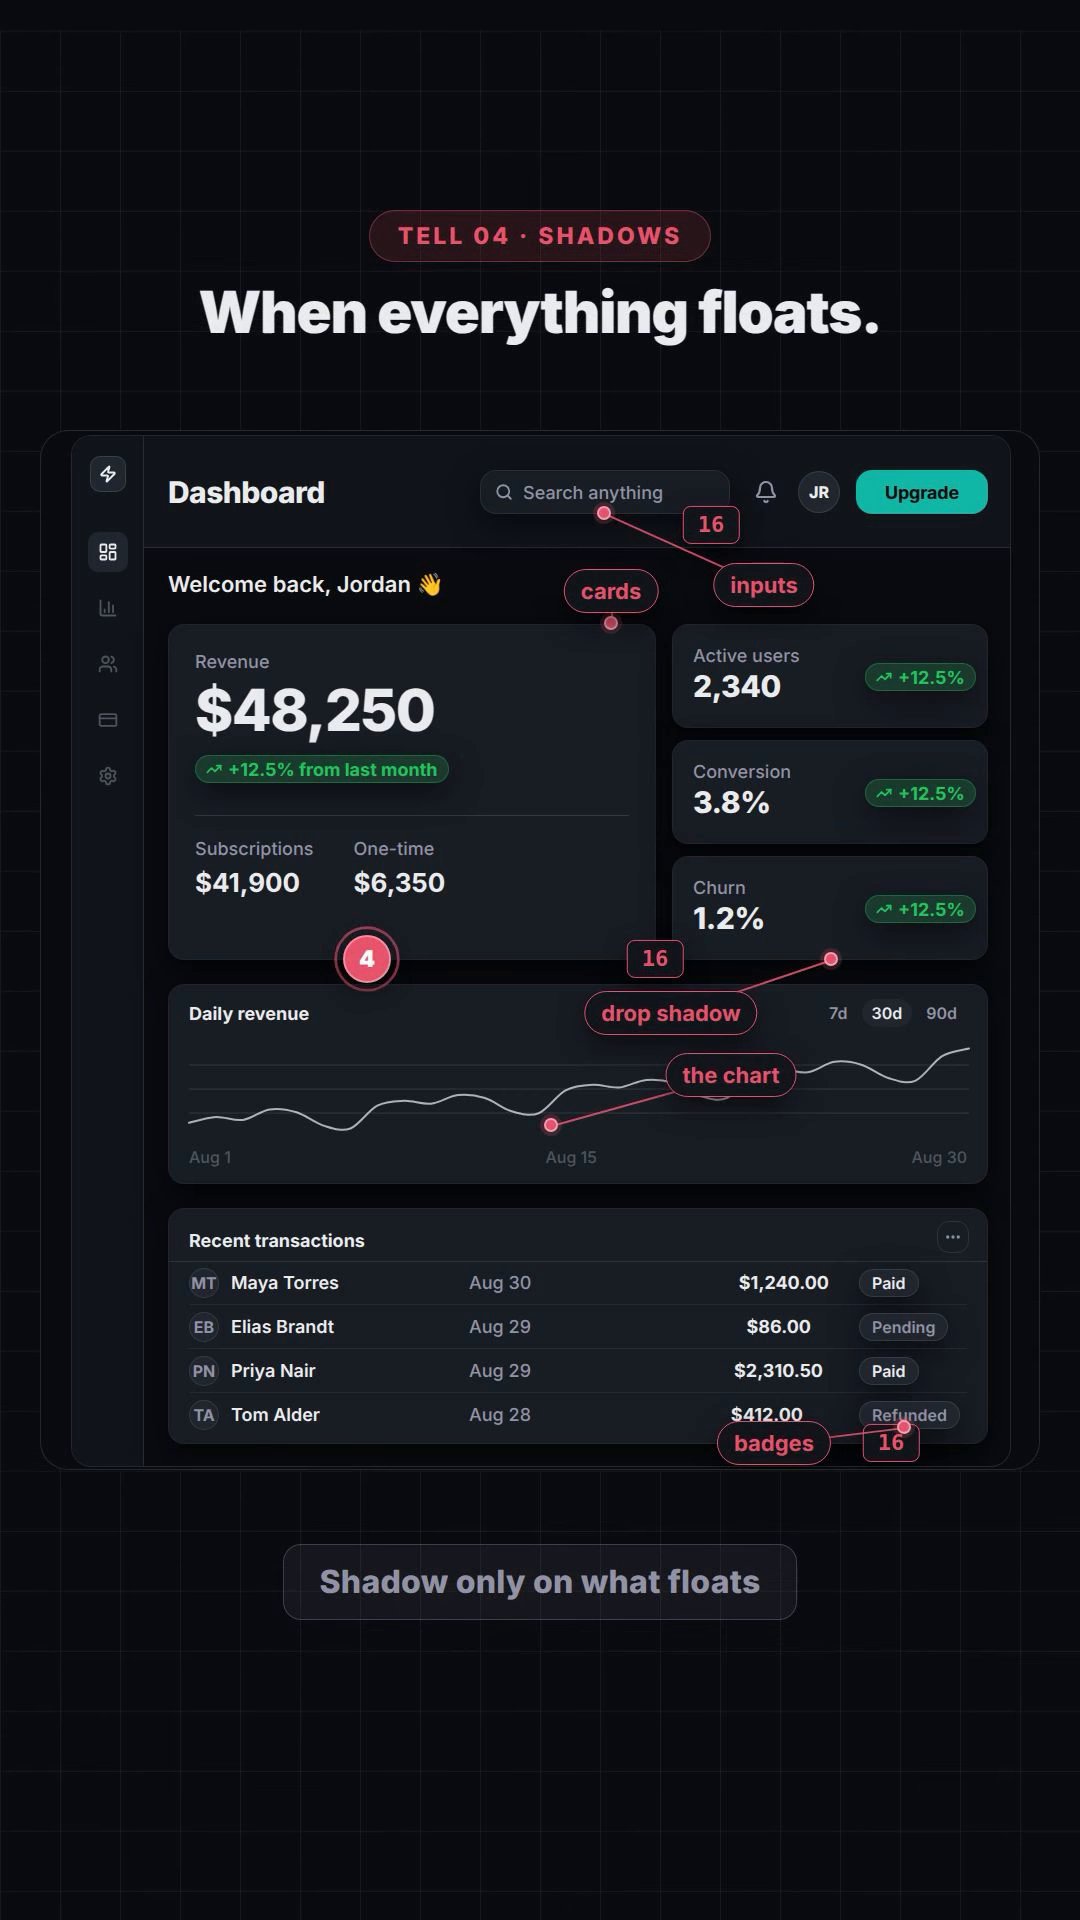 TELL 04 · SHADOWS
When everything floats.
Dashboard
Search anything
JR
Upgrade
16
inputs
Welcome back, Jordan 👋
cards
Revenue
$48,250
+12.5% from last month
Subscriptions
One-time
$41,900
$6,350
Active users
2,340
+12.5%
Conversion
3.8%
+12.5%
Churn
1.2%
+12.5%
4
16
drop shadow
Daily revenue
7d
30d
90d
the chart
Aug 1
Aug 15
Aug 30
Recent transactions
MT Maya Torres Aug 30 $1,240.00 Paid
EB Elias Brandt Aug 29 $86.00 Pending
PN Priya Nair Aug 29 $2,310.50 Paid
TA Tom Alder Aug 28 $412.00 Refunded
badges
16
Shadow only on what floats